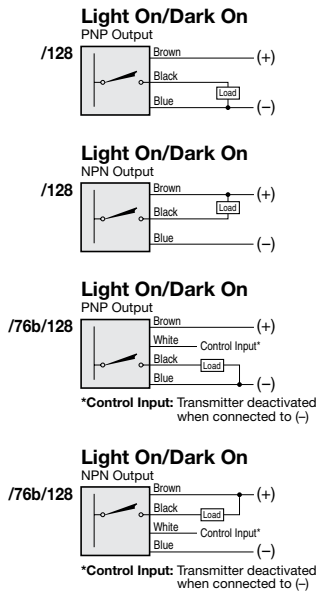 Light On/Dark On
PNP Output
/128
Brown
(+)
Black
Load
Blue
(–)
Light On/Dark On
NPN Output
/128
Brown
(+)
Black
Load
Blue
(–)
Light On/Dark On
PNP Output
/76b/128
Brown
(+)
White
Control Input*
Black
Load
Blue
(–)
*Control Input: Transmitter deactivated
when connected to (–)
Light On/Dark On
NPN Output
/76b/128
Brown
(+)
Black
Load
White
Control Input*
Blue
(–)
*Control Input: Transmitter deactivated
when connected to (–)